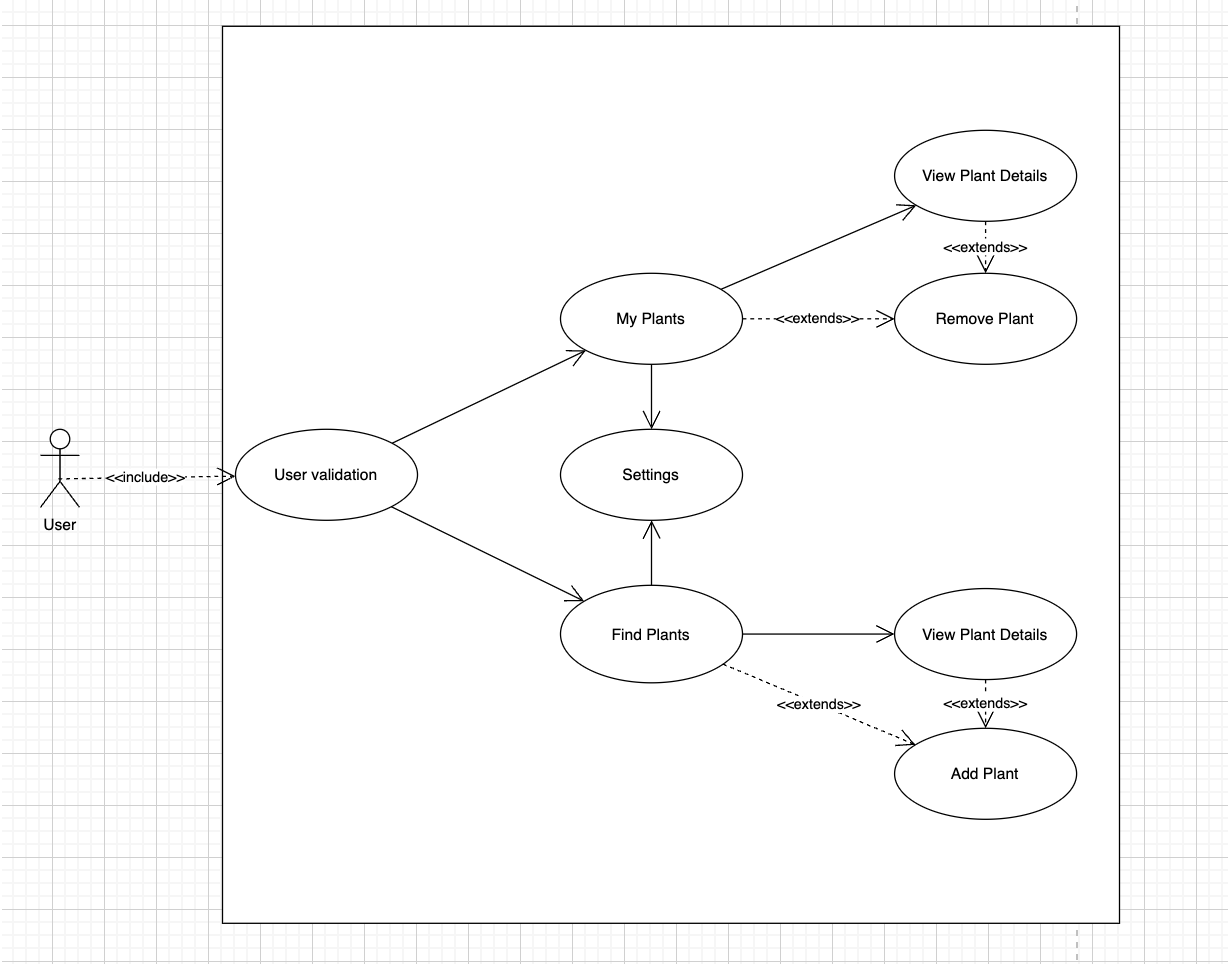 View Plant Details
<<extends>>
My Plants
<<extends>>
Remove Plant
<<include>>
User validation
Settings
User
Find Plants
View Plant Details
<<extends>>
<<extends>>
Add Plant